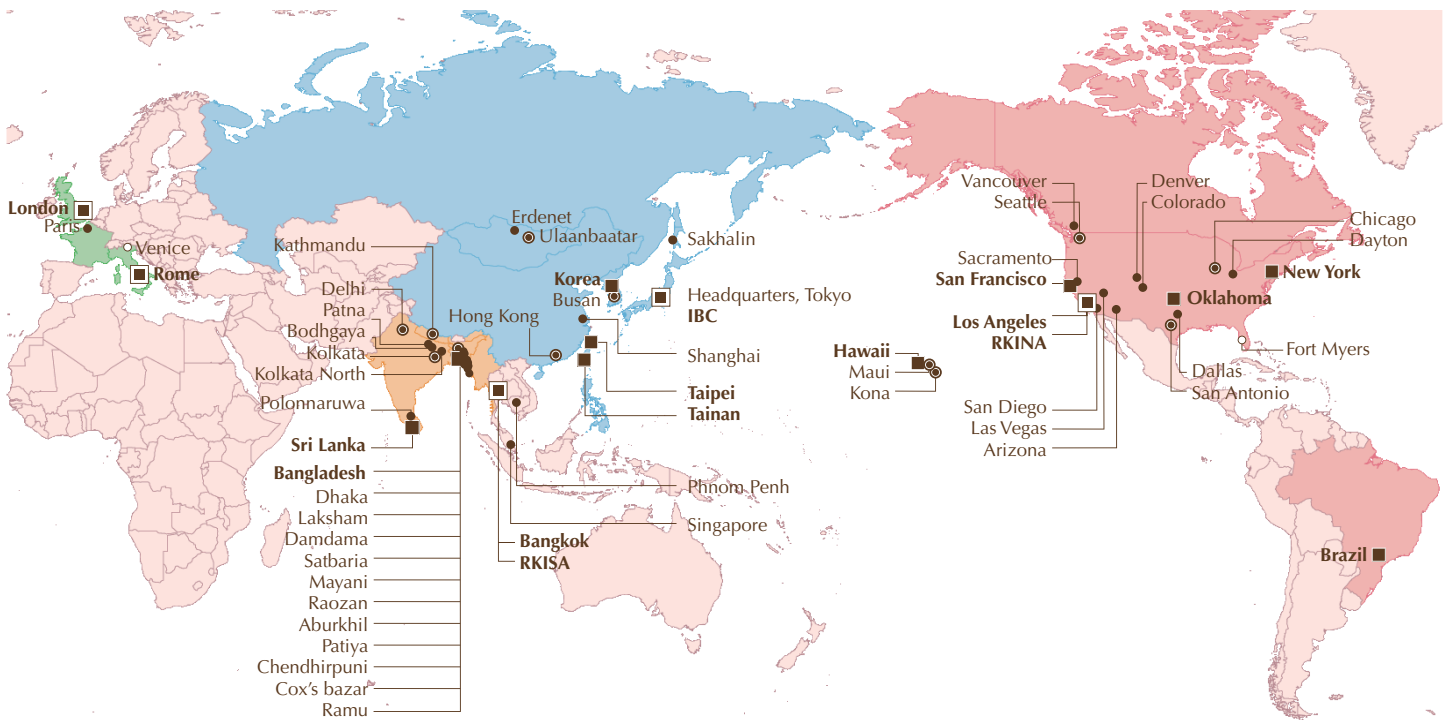 London
Paris
Venice
Rome
Kathmandu
Delhi
Patna
Bodhgaya
Kolkata
Kolkata North
Polonnaruwa
Sri Lanka
Bangladesh
Dhaka
Laksham
Damdama
Satbaria
Mayani
Raozan
Aburkhil
Patiya
Chendhirpuni
Cox's bazar
Ramu
Erdenet
Ulaanbaatar
Sakhalin
Korea
Busan
Headquarters, Tokyo
IBC
Hong Kong
Shanghai
Taipei
Tainan
Phnom Penh
Singapore
Bangkok
RKISA
Vancouver
Seattle
Denver
Colorado
Chicago
Dayton
Sacramento
San Francisco
New York
Oklahoma
Los Angeles
RKINA
Hawaii
Maui
Kona
Fort Myers
Dallas
San Antonio
San Diego
Las Vegas
Arizona
Brazil